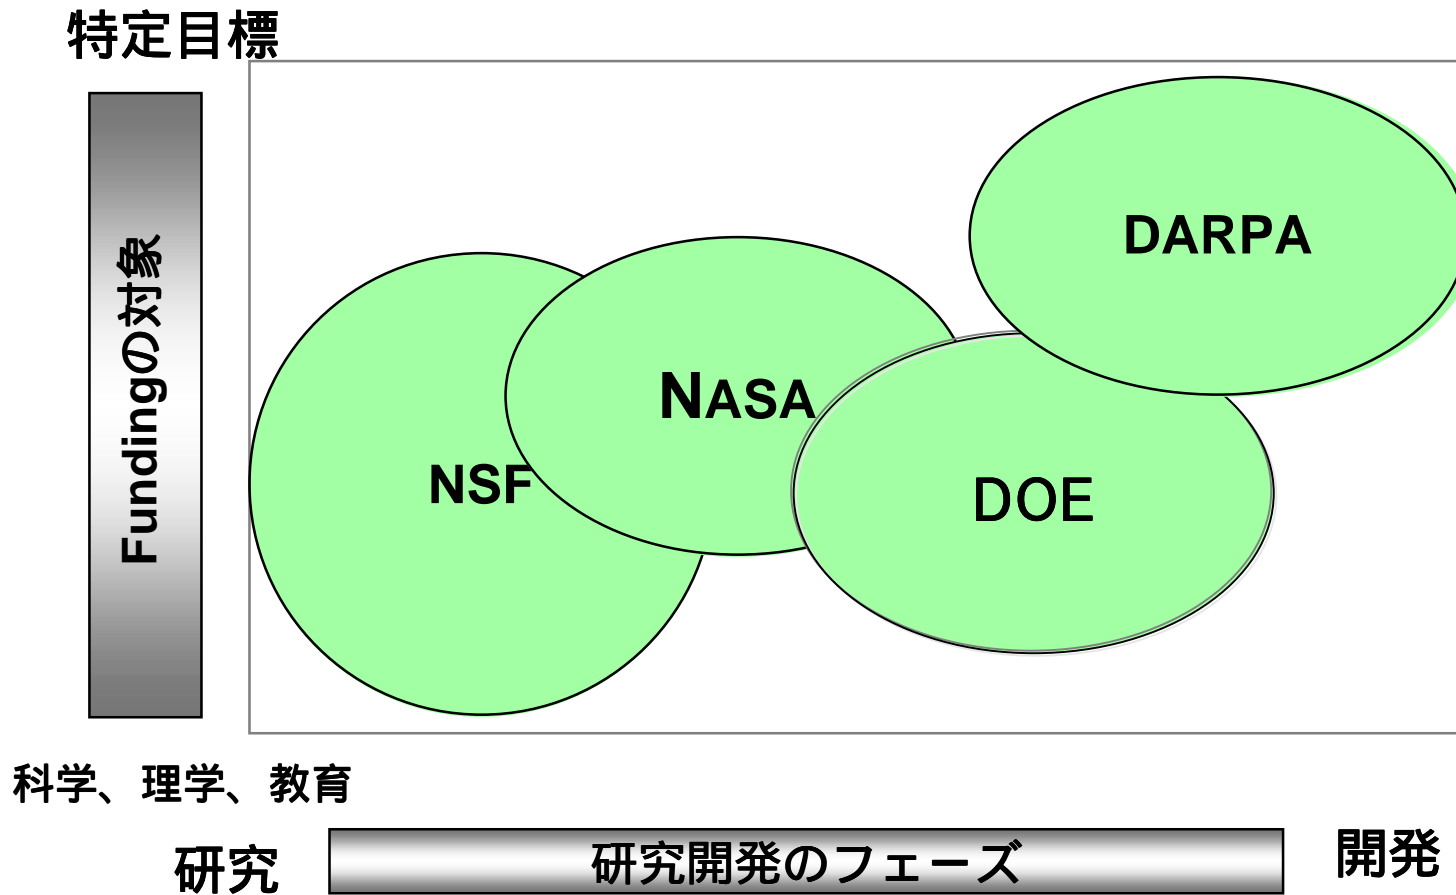 特定目標
Fundingの対象
DARPA
NASA
NSF
DOE
科学、理学、教育
研究
研究開発のフェーズ
開発